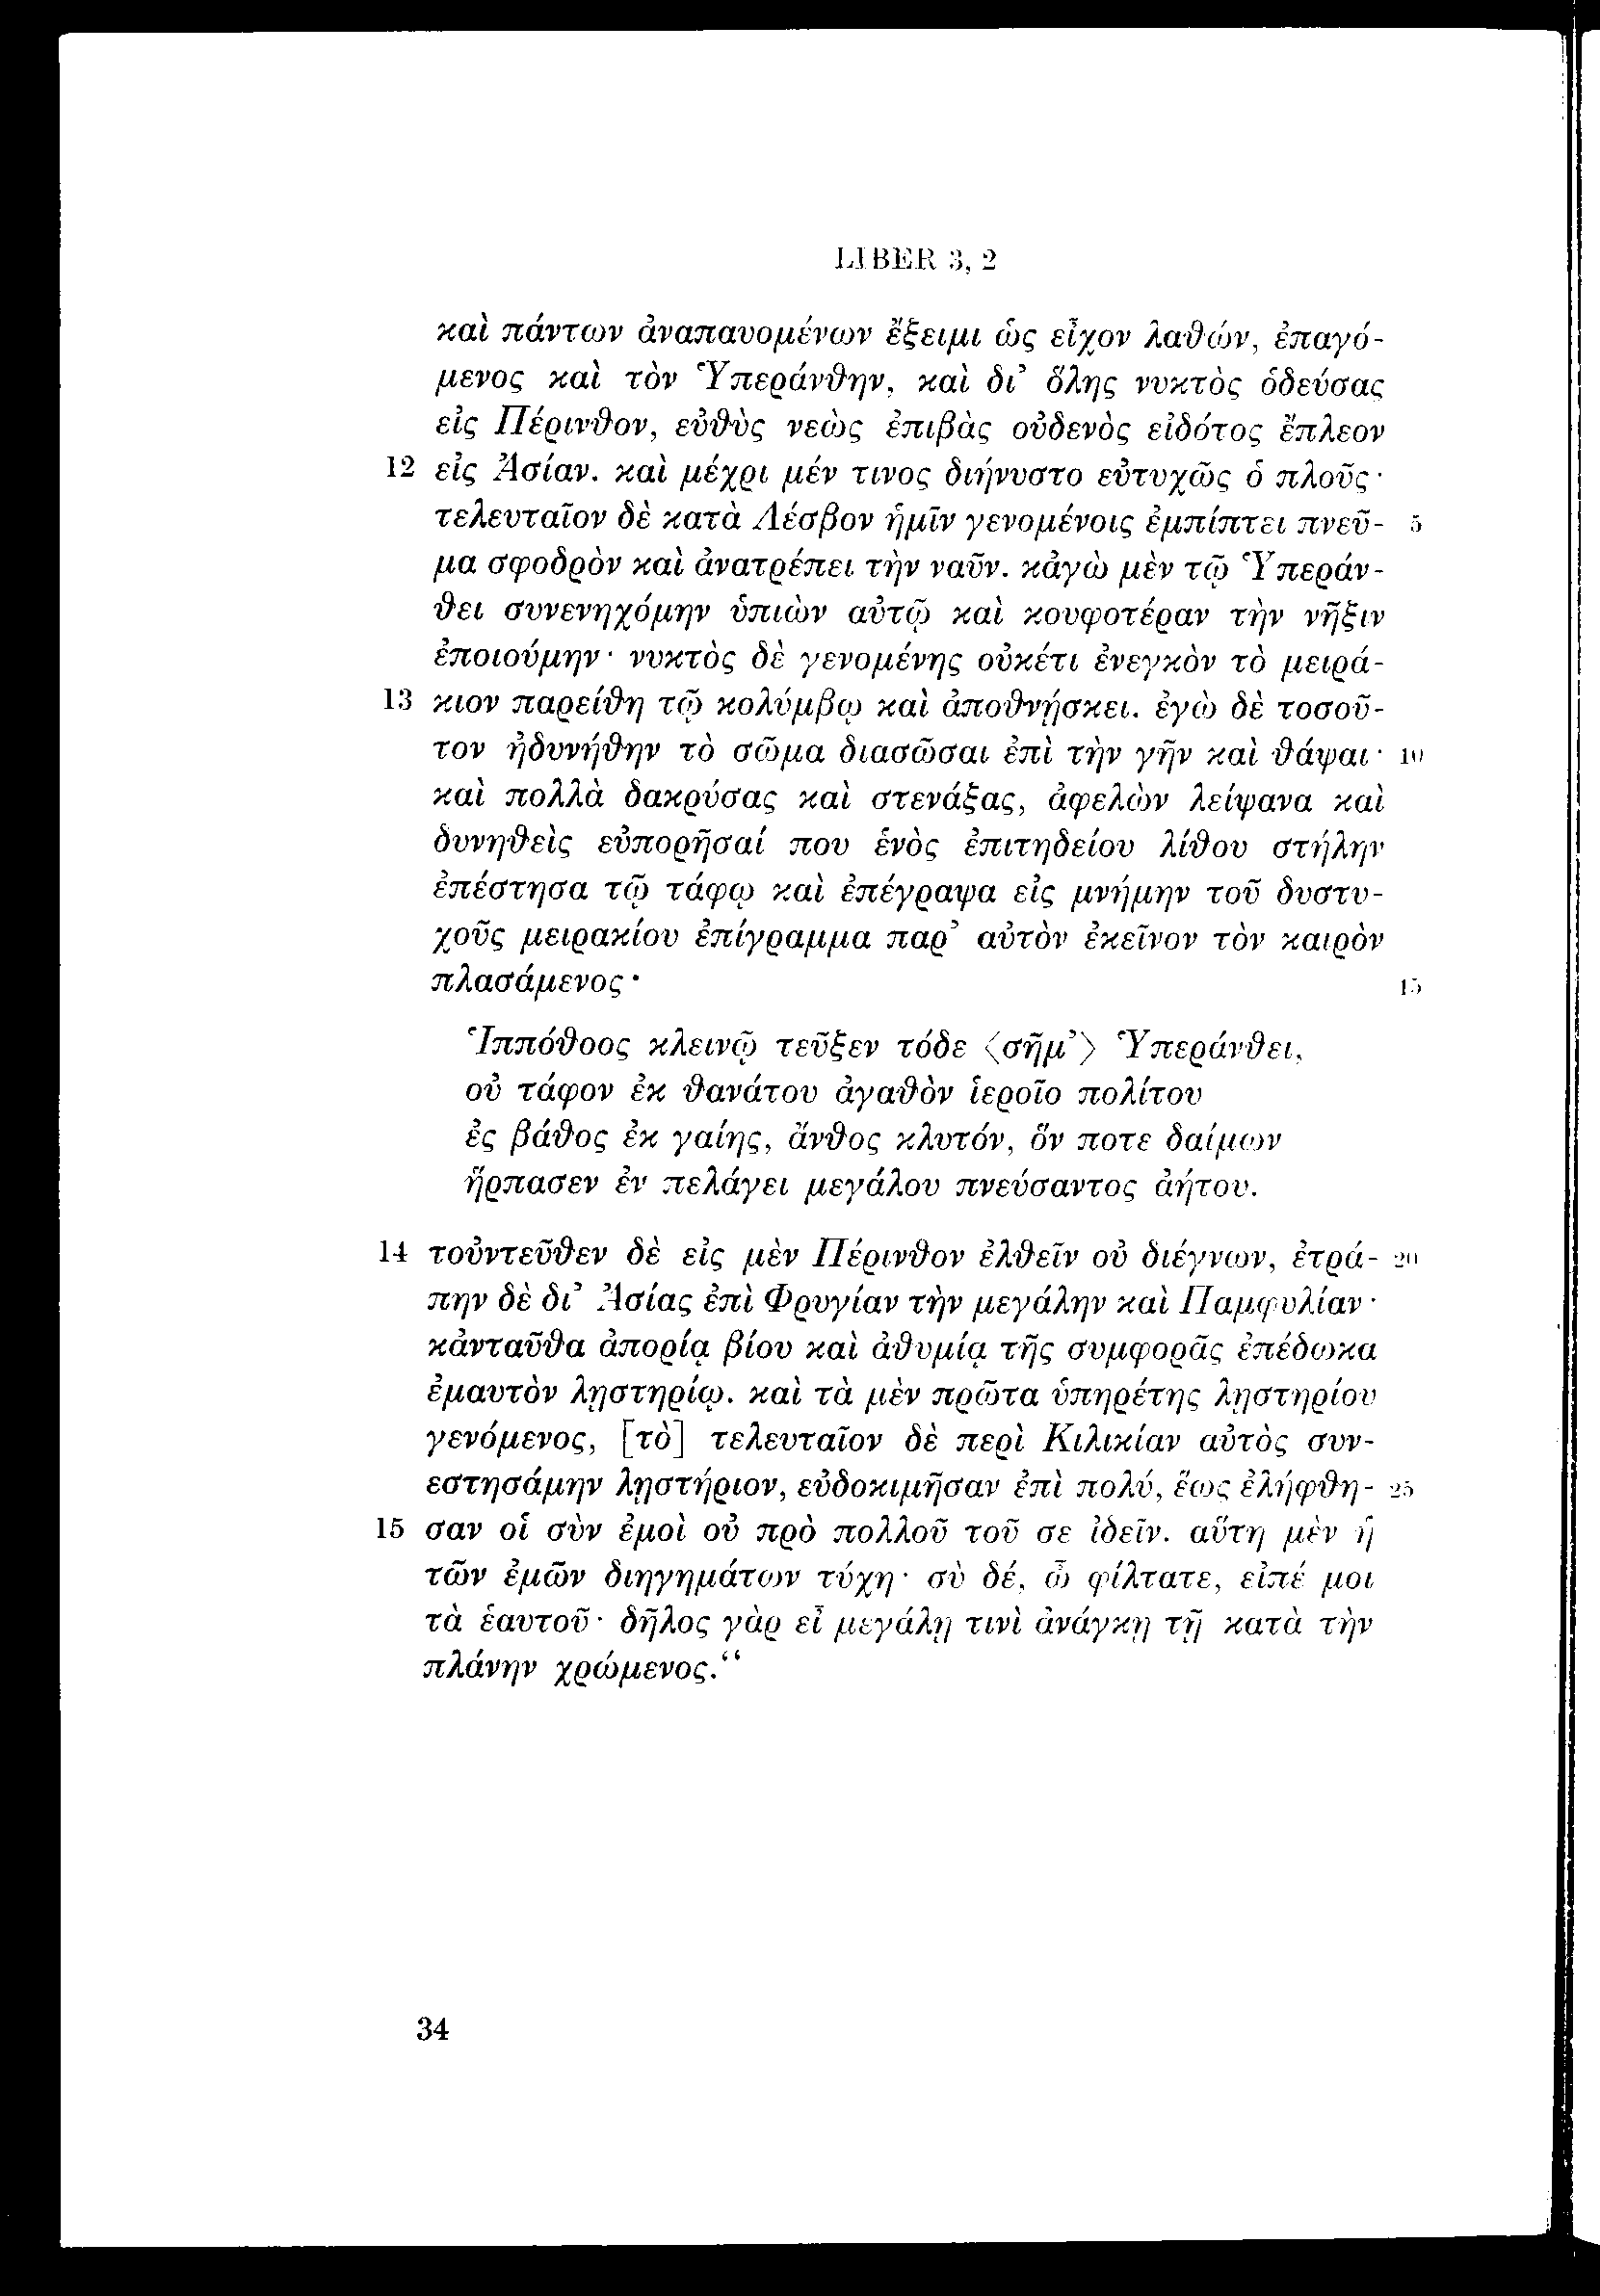 LIBER 3, 2
καὶ πάντων ἀναπαυομένων ἔξειμι ὡς εἶχον λαθών, ἐπαγό-
μενος καὶ τὸν Ὑπεράνθην, καὶ δι’ ὅλης νυκτὸς ὁδεύσας
εἰς Πέρινθον, εὐθὺς νεὼς ἐπιβὰς οὐδενὸς εἰδότος ἔπλεον
12 εἰς Ἀσίαν. καὶ μέχρι μέν τινος διήνυστο εὐτυχῶς ὁ πλοῦς·
τελευταῖον δὲ κατὰ Λέσβον ἡμῖν γενομένοις ἐμπίπτει πνεῦ- 5
μα σφοδρὸν καὶ ἀνατρέπει τὴν ναῦν. κἀγὼ μὲν τῷ Ὑπεράν-
θει συνενηχόμην ὑπιὼν αὐτῷ καὶ κουφοτέραν τὴν νῆξιν
ἐποιούμην· νυκτὸς δὲ γενομένης οὐκέτι ἐνεγκὸν τὸ μειρά-
13 κιον παρείθη τῷ κολύμβῳ καὶ ἀποθνῄσκει. ἐγὼ δὲ τοσοῦ-
τον ἠδυνήθην τὸ σῶμα διασῶσαι ἐπὶ τὴν γῆν καὶ θάψαι· 10
καὶ πολλὰ δακρύσας καὶ στενάξας, ἀφελὼν λείψανα καὶ
δυνηθεὶς εὐπορῆσαί που ἑνὸς ἐπιτηδείου λίθου στήλην
ἐπέστησα τῷ τάφῳ καὶ ἐπέγραψα εἰς μνήμην τοῦ δυστυ-
χοῦς μειρακίου ἐπίγραμμα παρ’ αὐτὸν ἐκεῖνον τὸν καιρὸν
πλασάμενος· 15
Ἱππόθοος κλεινῷ τεῦξεν τόδε ⟨σῆμ’⟩ Ὑπεράνθει,
οὐ τάφον ἐκ θανάτου ἀγαθὸν ἱεροῖο πολίτου
ἐς βάθος ἐκ γαίης, ἄνθος κλυτόν, ὅν ποτε δαίμων
ἥρπασεν ἐν πελάγει μεγάλου πνεύσαντος ἀήτου.
14 τοὐντεῦθεν δὲ εἰς μὲν Πέρινθον ἐλθεῖν οὐ διέγνων, ἐτρά- 20
πην δὲ δι’ Ἀσίας ἐπὶ Φρυγίαν τὴν μεγάλην καὶ Παμφυλίαν·
κἀνταῦθα ἀπορίᾳ βίου καὶ ἀθυμίᾳ τῆς συμφορᾶς ἐπέδωκα
ἐμαυτὸν λῃστηρίῳ. καὶ τὰ μὲν πρῶτα ὑπηρέτης λῃστηρίου
γενόμενος, [τὸ] τελευταῖον δὲ περὶ Κιλικίαν αὐτὸς συν-
εστησάμην λῃστήριον, εὐδοκιμῆσαν ἐπὶ πολύ, ἕως ἐλήφθη- 25
15 σαν οἱ σὺν ἐμοὶ οὐ πρὸ πολλοῦ τοῦ σε ἰδεῖν. αὕτη μὲν ἡ
τῶν ἐμῶν διηγημάτων τύχη· σὺ δέ, ὦ φίλτατε, εἰπέ μοι
τὰ ἑαυτοῦ· δῆλος γὰρ εἶ μεγάλῃ τινὶ ἀνάγκῃ τῇ κατὰ τὴν
πλάνην χρώμενος.“
34